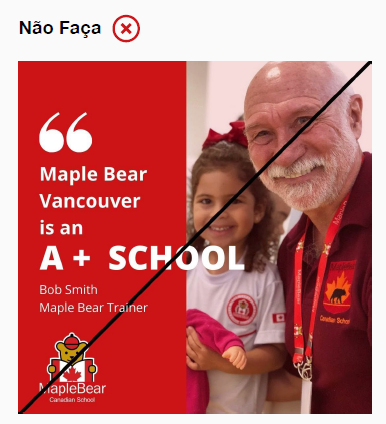 Não Faça
Maple Bear
Vancouver
is an
A + SCHOOL
Bob Smith
Maple Bear Trainer
MapleBear
Canadian School
Canadian School